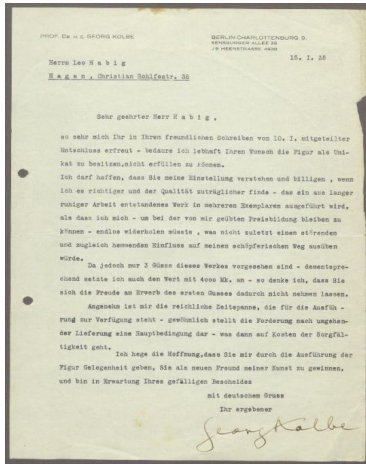 PROF. DR. H. C. GEORG KOLBE
BERLIN-CHARLOTTENBURG 9.
SENSBURGER ALLEE 26
J9 HEERSTRASSE 4928
15. I. 35
Herrn Leo H a b i g
H a g e n , Christian Rohlfsstr. 38
Sehr geehrter Herr H a b i g ,
so sehr mich Ihr in Ihrem freundlichen Schreiben vom 10. I. mitgeteilter
Entschluss erfreut - bedaure ich lebhaft Ihren Wunsch die Figur als Uni-
kat zu besitzen,nicht erfüllen zu können.
Ich darf hoffen, dass Sie meine Einstellung verstehen und billigen , wenn
ich es richtiger und der Qualität zuträglicher finde - das ein aus langer
ruhiger Arbeit entstandenes Werk in mehreren Exemplaren ausgeführt wird,
als dass ich mich - um bei der von mir geübten Preisbildung bleiben zu
können - endlos wiederholen müsste , was nicht zuletzt einen störenden
und zugleich hemmenden Einfluss auf meinen schöpferischen Weg ausüben
würde.
Da jedoch nur 3 Güsse dieses Werkes vorgesehen sind - dementspre-
chend setzte ich auch den Wert mit 4000 Mk. an - so denke ich, dass Sie
sich die Freude am Erwerb des ersten Gusses dadurch nicht nehmen lassen.
Angenehm ist mir die reichliche Zeitspanne, die für die Ausfüh-
rung zur Verfügung steht - gewöhnlich stellt die Forderung nach umgehen-
der Lieferung eine Hauptbedingung dar - was dann auf Kosten der Sorgfäl-
tigkeit geht.
Ich hege die Hoffnung,dass Sie mir durch die Ausführung der
Figur Gelegenheit geben, Sie als neuen Freund meiner Kunst zu gewinnen,
und bin in Erwartung Ihres gefälligen Bescheides
mit deutschem Gruss
Ihr ergebener
Georg Kolbe